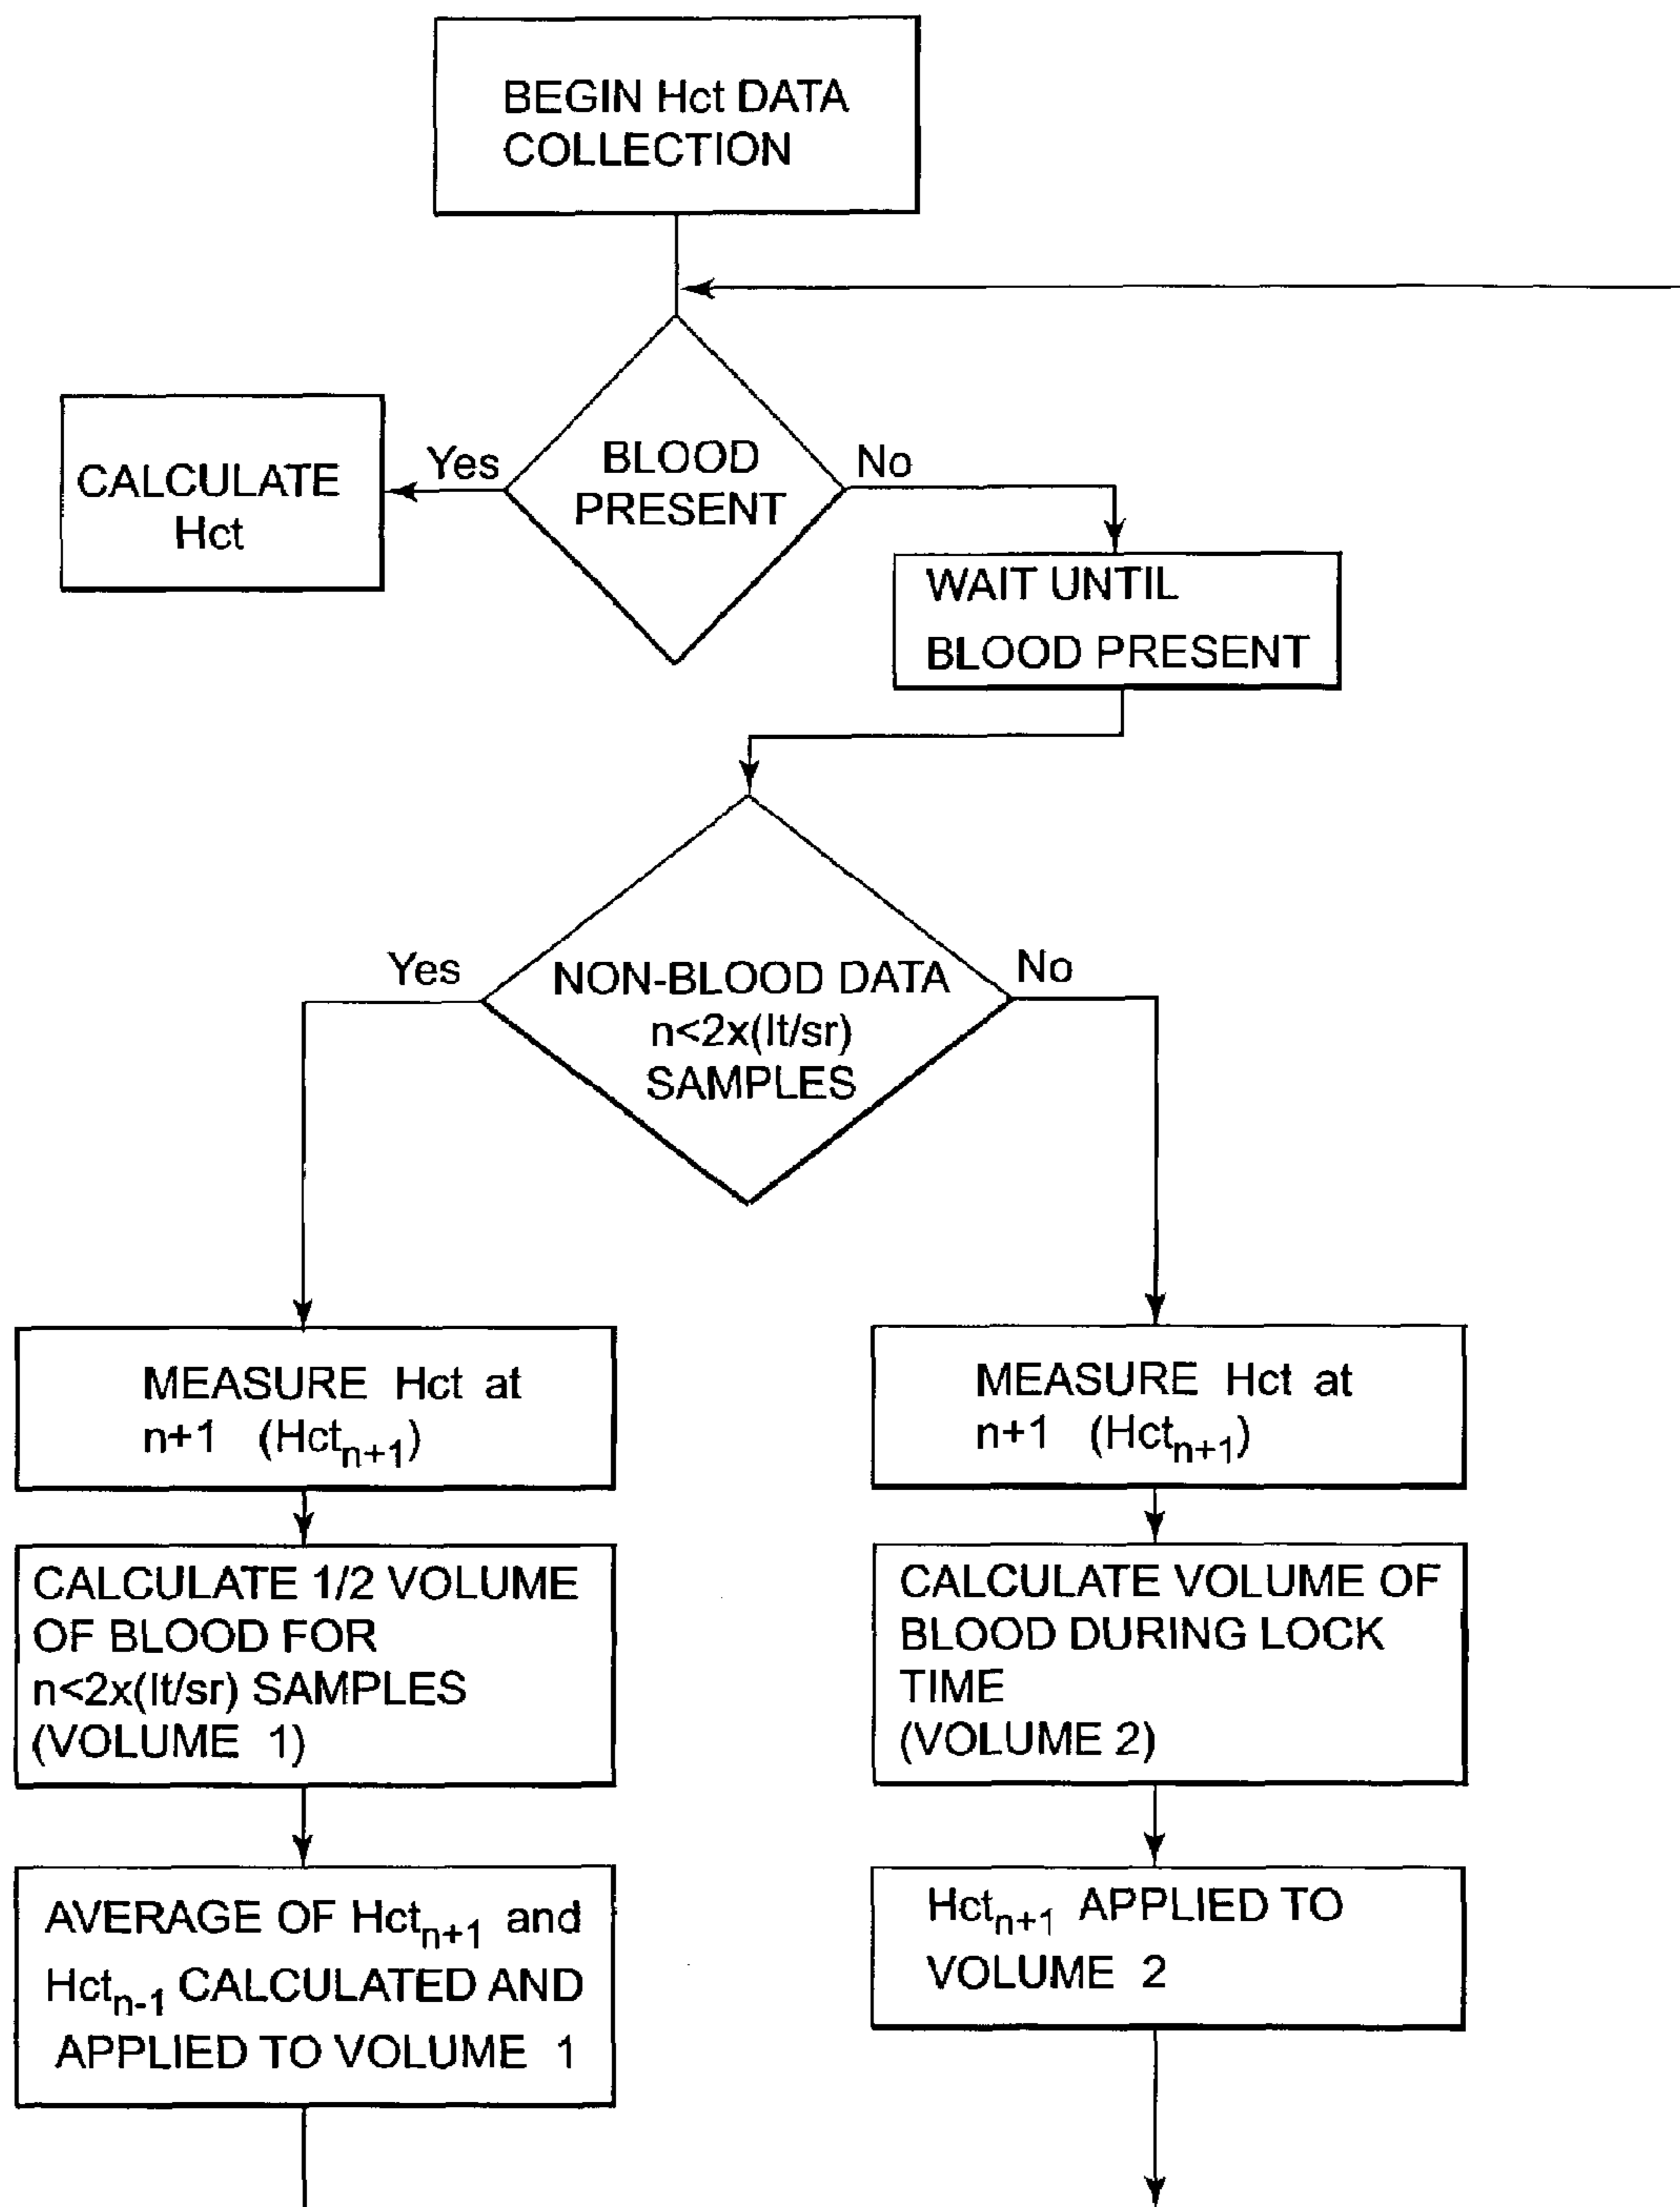 BEGIN Hct DATA
COLLECTION
BLOOD
PRESENT
Yes
No
CALCULATE
Hct
WAIT UNTIL
BLOOD PRESENT
NON-BLOOD DATA
n<2x(lt/sr)
SAMPLES
Yes
No
MEASURE Hct at
n+1 (Hctn+1)
CALCULATE 1/2 VOLUME
OF BLOOD FOR
n<2x(lt/sr) SAMPLES
(VOLUME 1)
AVERAGE OF Hctn+1 and
Hctn-1 CALCULATED AND
APPLIED TO VOLUME 1
MEASURE Hct at
n+1 (Hctn+1)
CALCULATE VOLUME OF
BLOOD DURING LOCK
TIME
(VOLUME 2)
Hctn+1 APPLIED TO
VOLUME 2